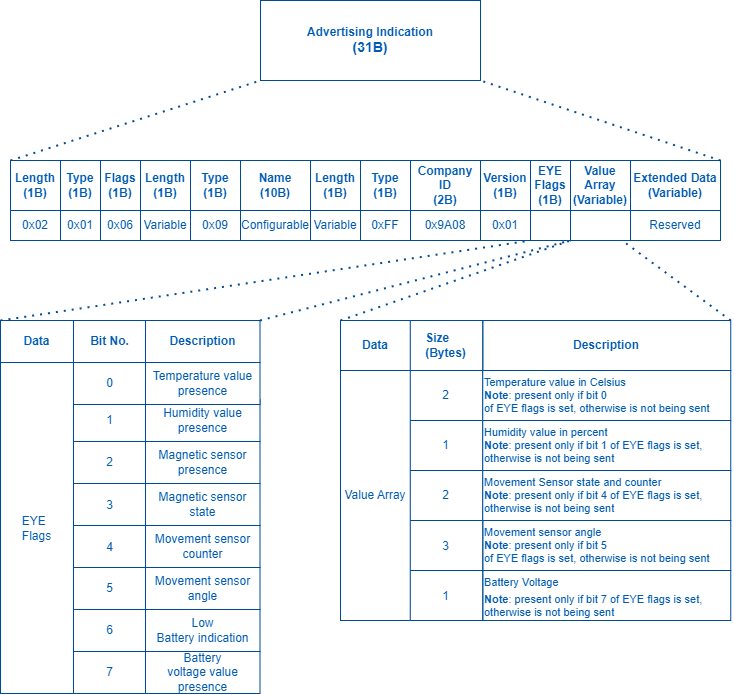 Advertising Indication
(31B)
Length
(1B)
Type
(1B)
Flags
(1B)
Length
(1B)
Type
(1B)
Name
(10B)
Length
(1B)
Type
(1B)
Company
ID
(2B)
Version
(1B)
EYE
Flags
(1B)
Value
Array
(Variable)
Extended Data
(Variable)
0x02
0x01
0x06
Variable
0x09
Configurable
Variable
0xFF
0x9A08
0x01
Reserved
Data
Bit No.
Description
EYE
Flags
0
Temperature value
presence
1
Humidity value
presence
2
Magnetic sensor
presence
3
Magnetic sensor
state
4
Movement sensor
counter
5
Movement sensor
angle
6
Low
Battery indication
7
Battery
voltage value
presence
Data
Size
(Bytes)
Description
Value Array
2
Temperature value in Celsius
Note: present only if bit 0
of EYE flags is set, otherwise is not being sent
1
Humidity value in percent
Note: present only if bit 1 of EYE flags is set,
otherwise is not being sent
2
Movement Sensor state and counter
Note: present only if bit 4 of EYE flags is set,
otherwise is not being sent
3
Movement sensor angle
Note: present only if bit 5
of EYE flags is set, otherwise is not being sent
1
Battery Voltage
Note: present only if bit 7 of EYE flags is set,
otherwise is not being sent